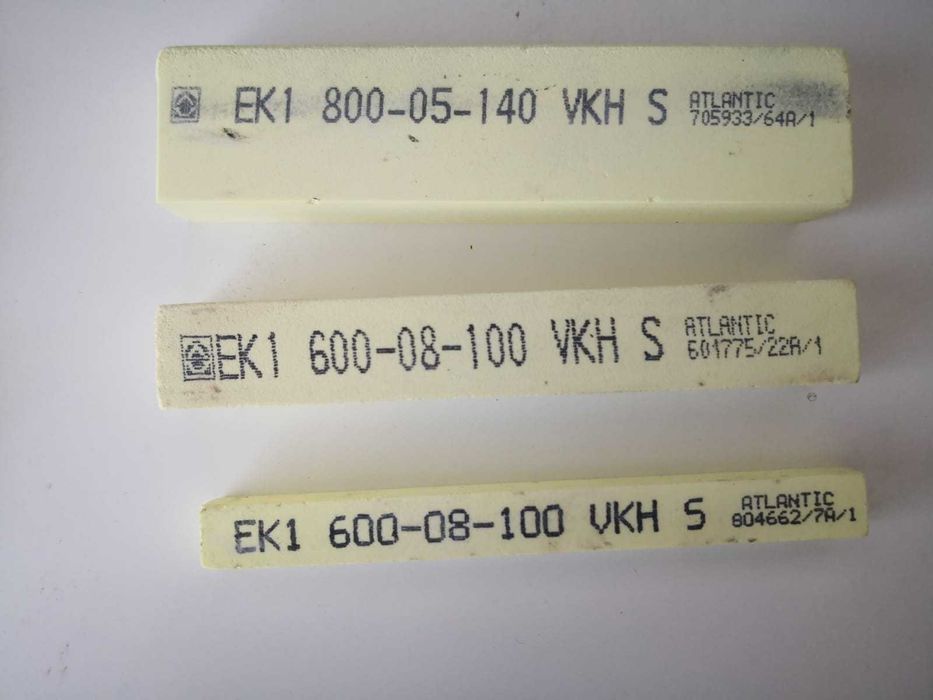 EK1 800-05-140 VKH S ATLANTIC
705933/64A/1
EK1 600-08-100 VKH S ATLANTIC
601775/22A/1
EK1 600-08-100 VKH S ATLANTIC
804662/7A/1